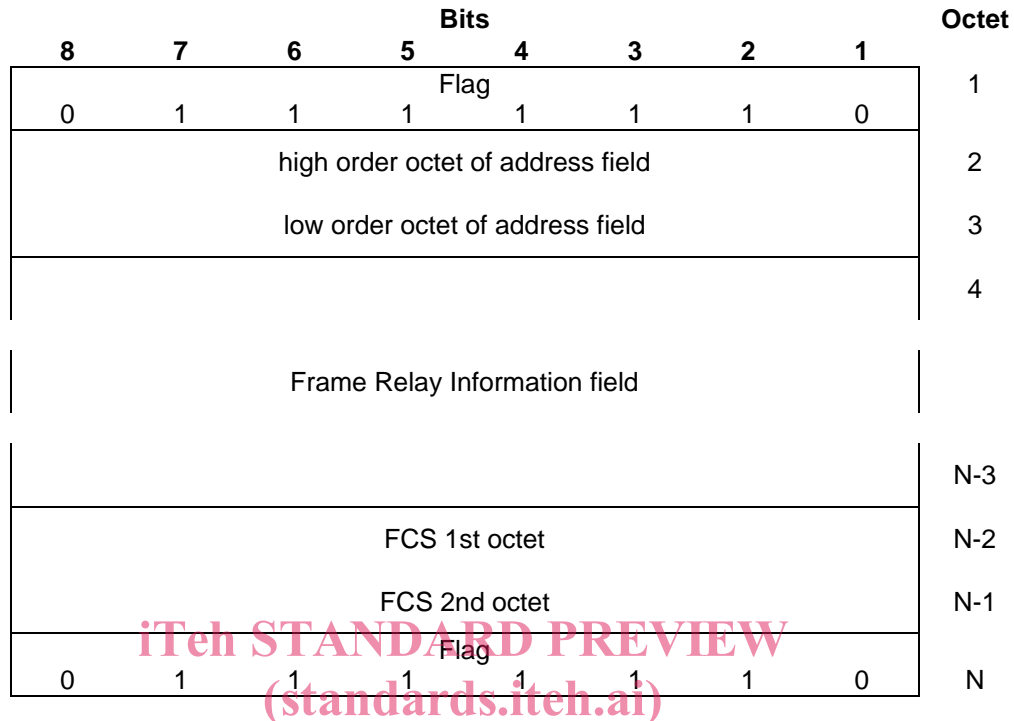 Bits Octet
8 7 6 5 4 3 2 1
Flag 1
0 1 1 1 1 1 1 0
high order octet of address field 2
low order octet of address field 3
4
Frame Relay Information field
N-3
FCS 1st octet N-2
FCS 2nd octet N-1
iTeh STANDARD PREVIEW
Flag
0 1 1 1 1 1 1 0 N
(standards.iteh.ai)